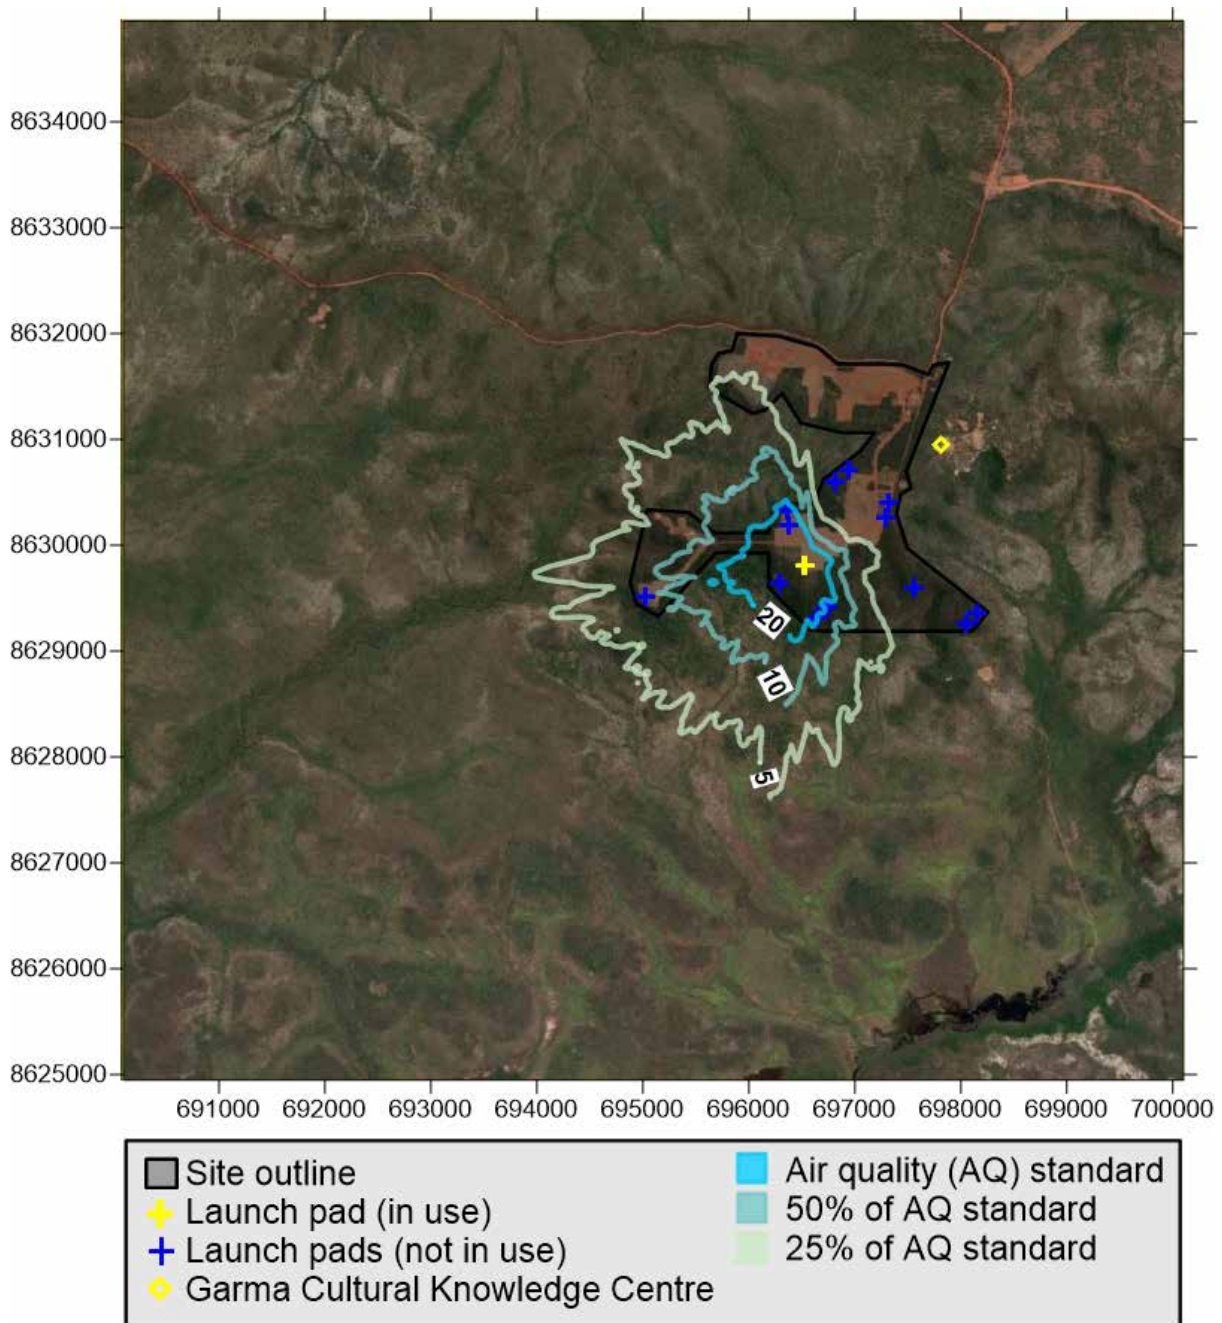 8634000
8633000
8632000
8631000
8630000
8629000
8628000
8627000
8626000
8625000
20
10
5
691000 692000 693000 694000 695000 696000 697000 698000 699000 700000
Site outline
Launch pad (in use)
Launch pads (not in use)
Garma Cultural Knowledge Centre
Air quality (AQ) standard
50% of AQ standard
25% of AQ standard